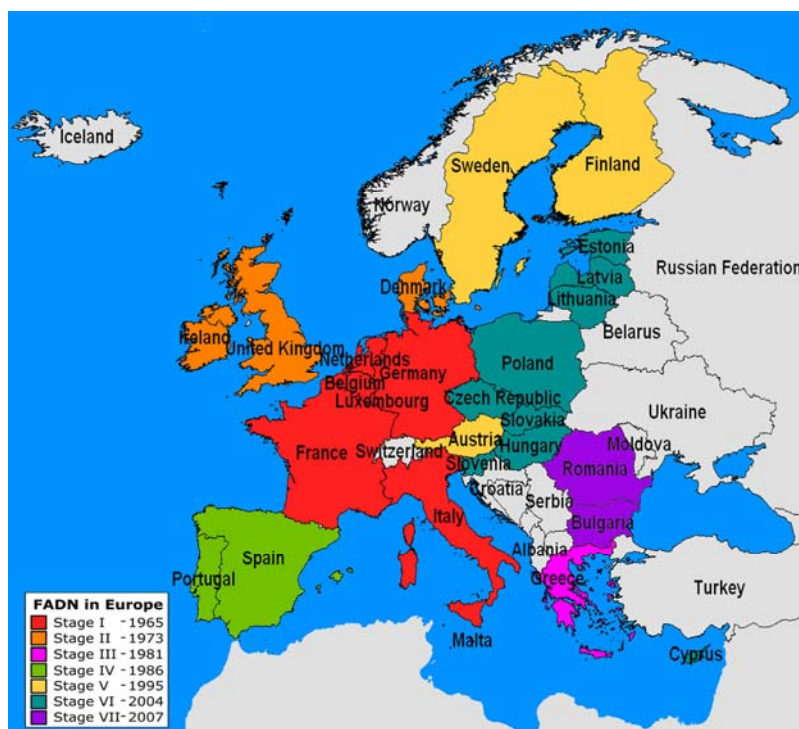 Iceland
Sweden
Finland
Norway
Estonia
Russian Federation
Latvia
Denmark
Lithuania
Belarus
Ireland
United Kingdom
Netherlands
Poland
Germany
Belgium
Czech Republic
Luxembourg
Slovakia
Ukraine
Austria
Hungary
Moldova
France
Switzerland
Slovenia
Romania
Croatia
Serbia
Italy
Bulgaria
Albania
Spain
Portugal
Greece
Turkey
Malta
Cyprus
FADN in Europe
Stage I -1965
Stage II -1973
Stage III -1981
Stage IV -1986
Stage V -1995
Stage VI -2004
Stage VII-2007